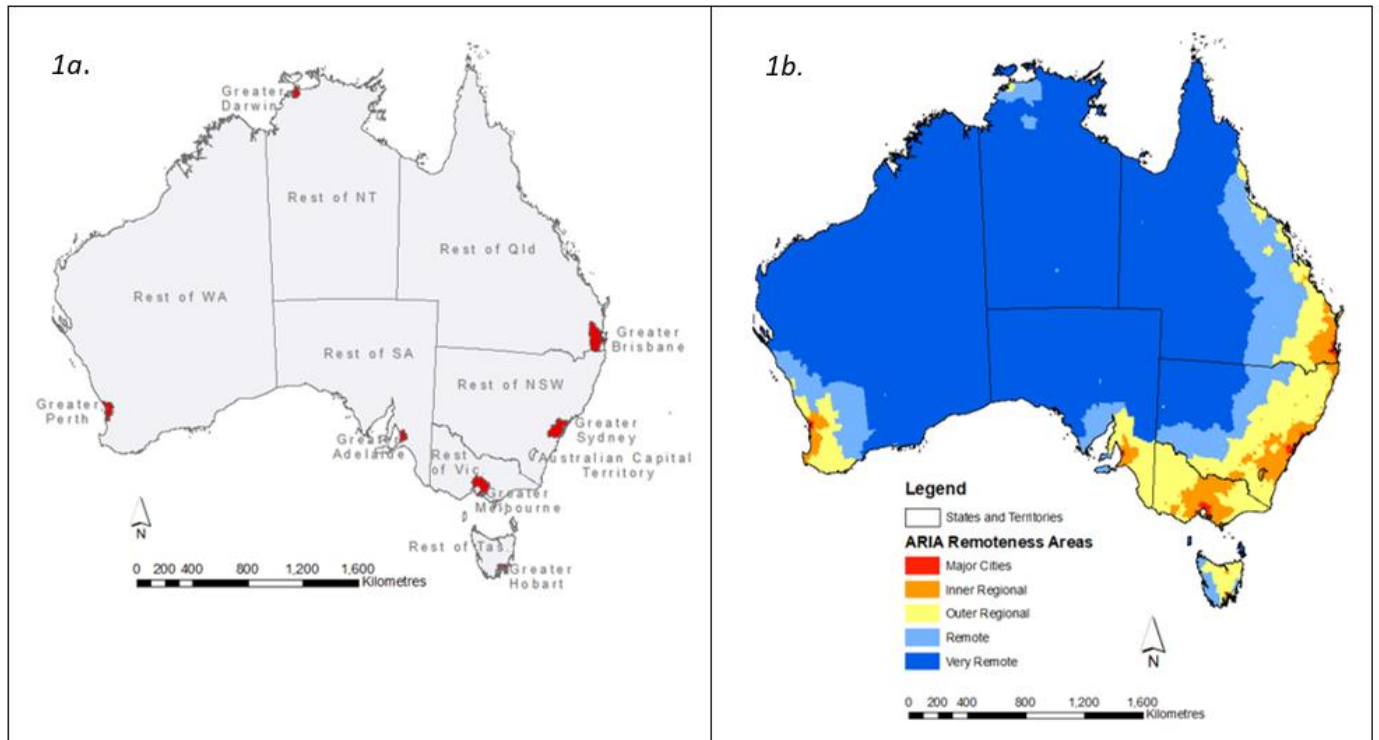 1a.
Greater
Darwin
Rest of NT
Rest of Qld
Rest of WA
Greater
Brisbane
Rest of SA
Rest of NSW
Greater
Perth
Greater
Sydney
Greater
Adelaide
Rest
of Vic.
Australian Capital
Territory
Greater
Melbourne
N
Rest of Tas.
Greater
Hobart
0 200 400 800 1,200 1,600
Kilometres
1b.
Legend
States and Territories
ARIA Remoteness Areas
Major Cities
Inner Regional
Outer Regional
Remote
Very Remote
N
0 200 400 800 1,200 1,600
Kilometres